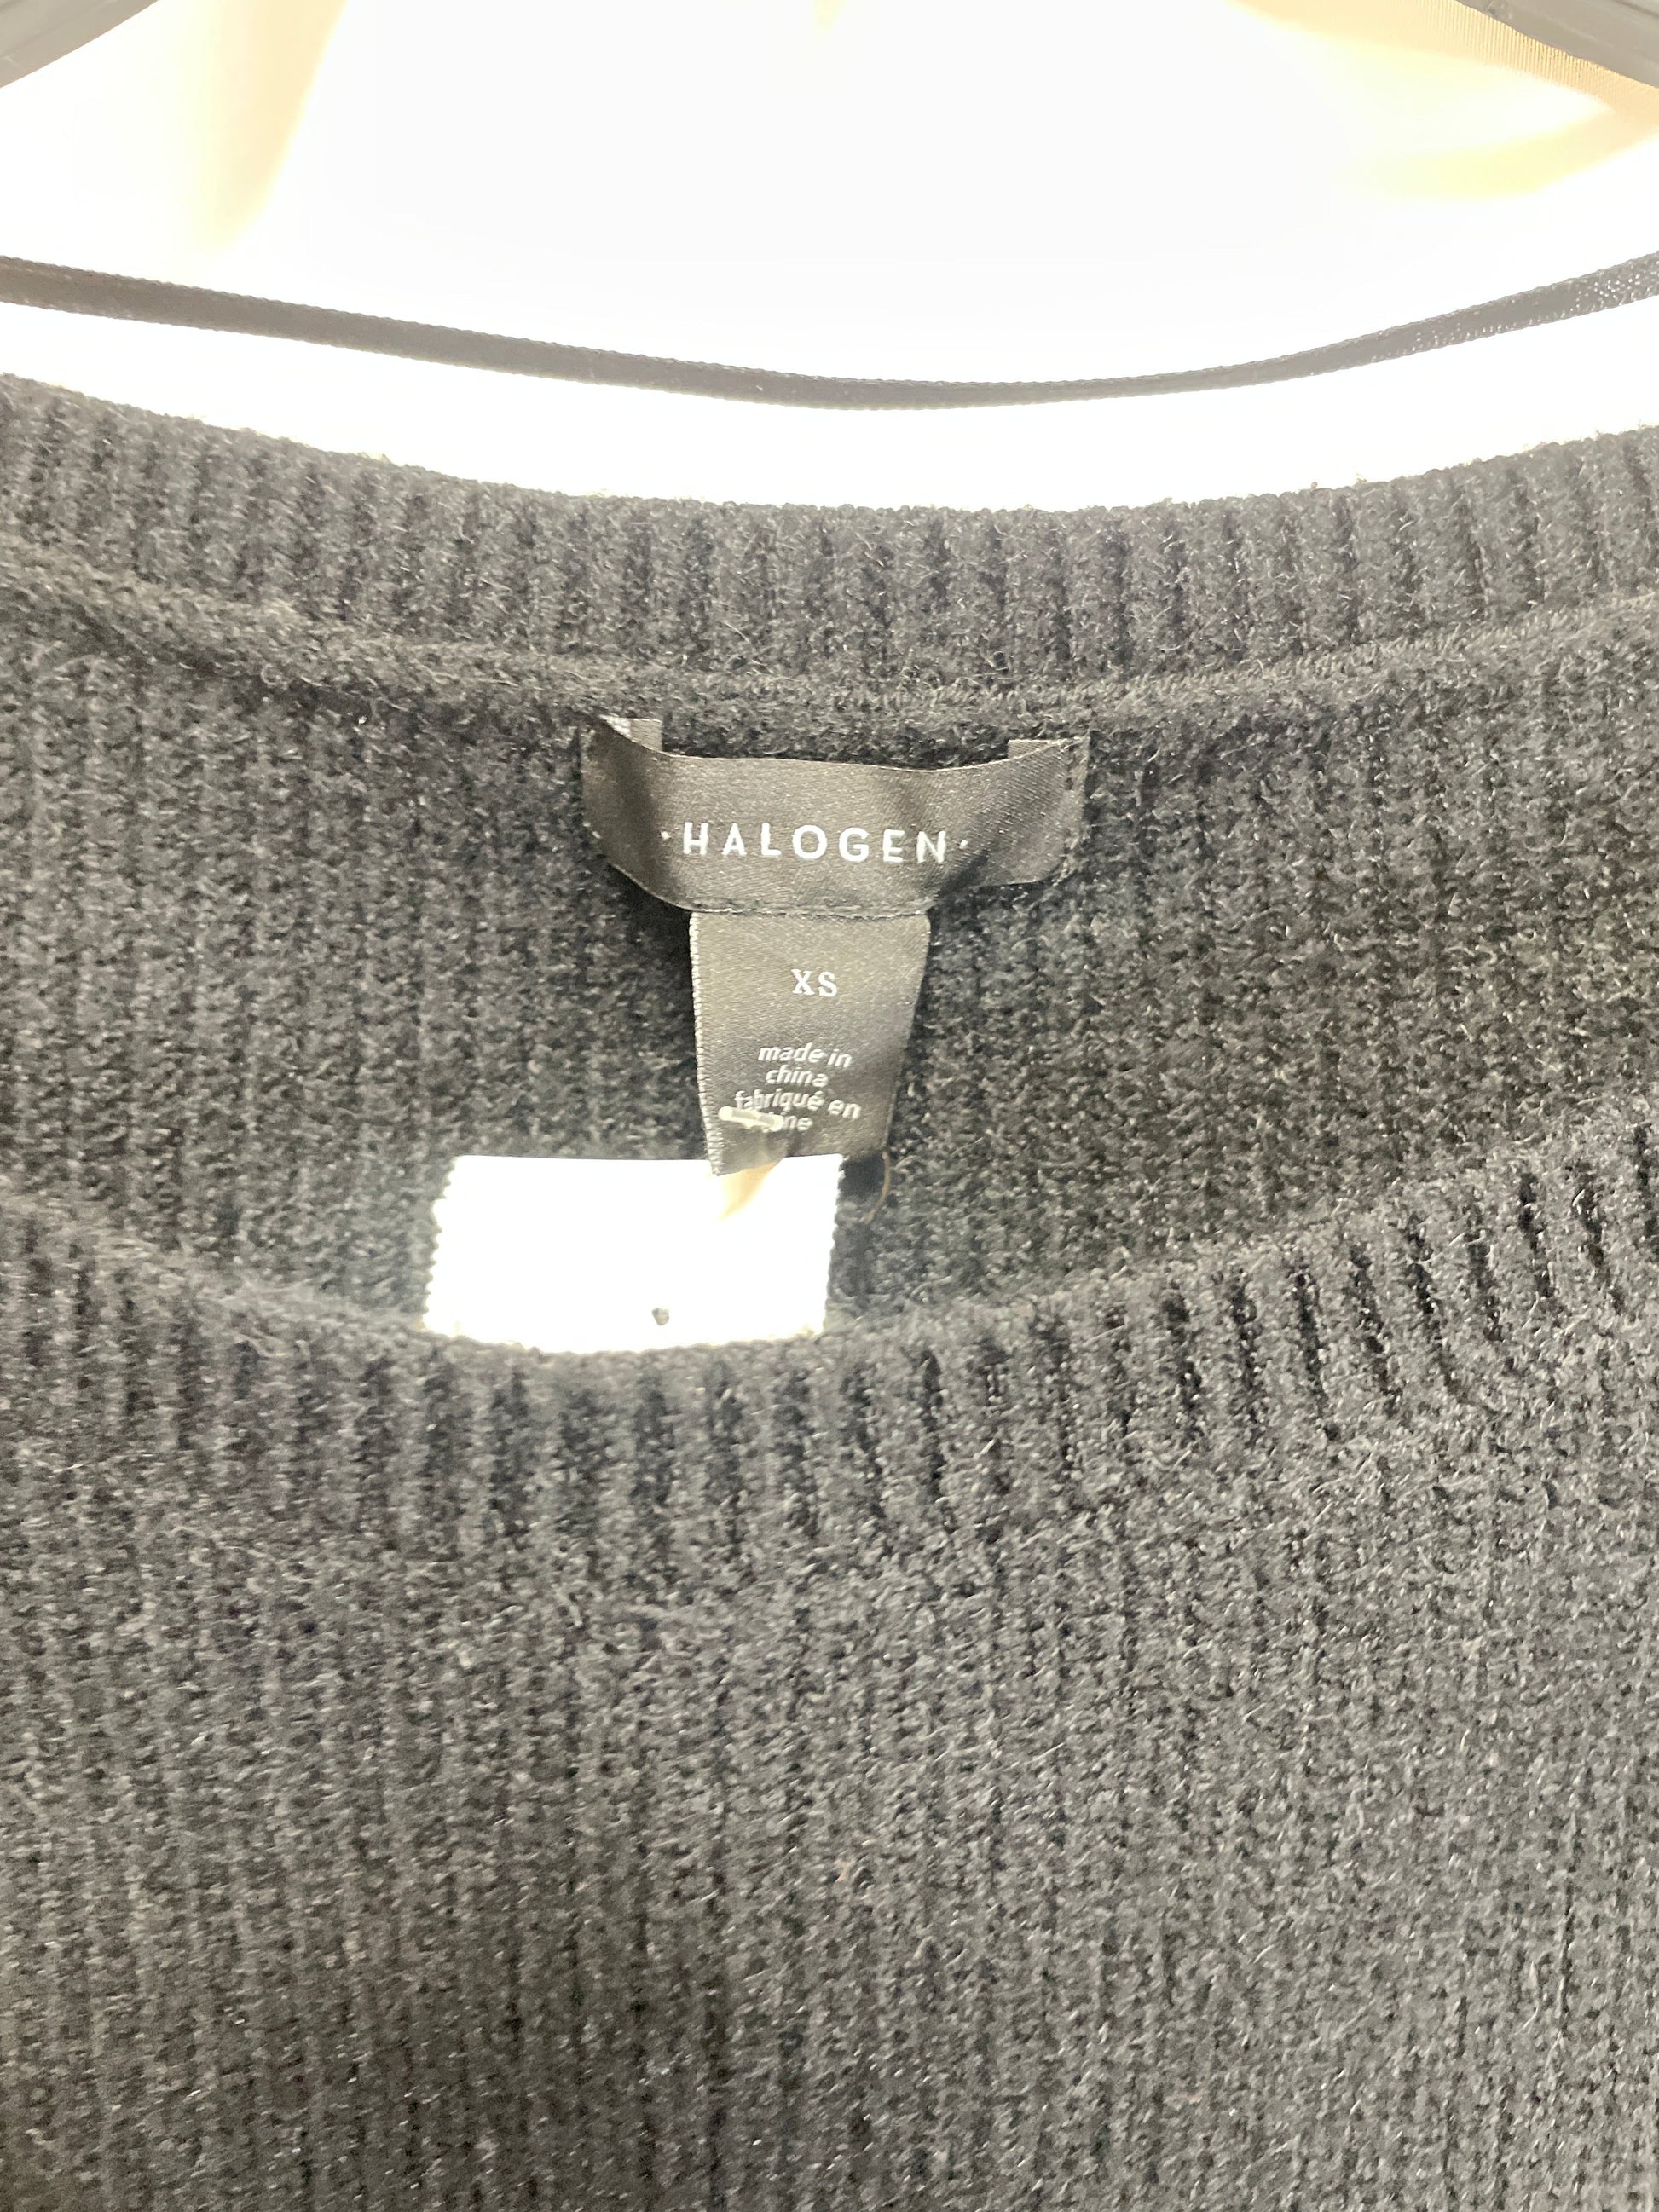 ·HALOGEN·
XS
made in
china
fabriqué en